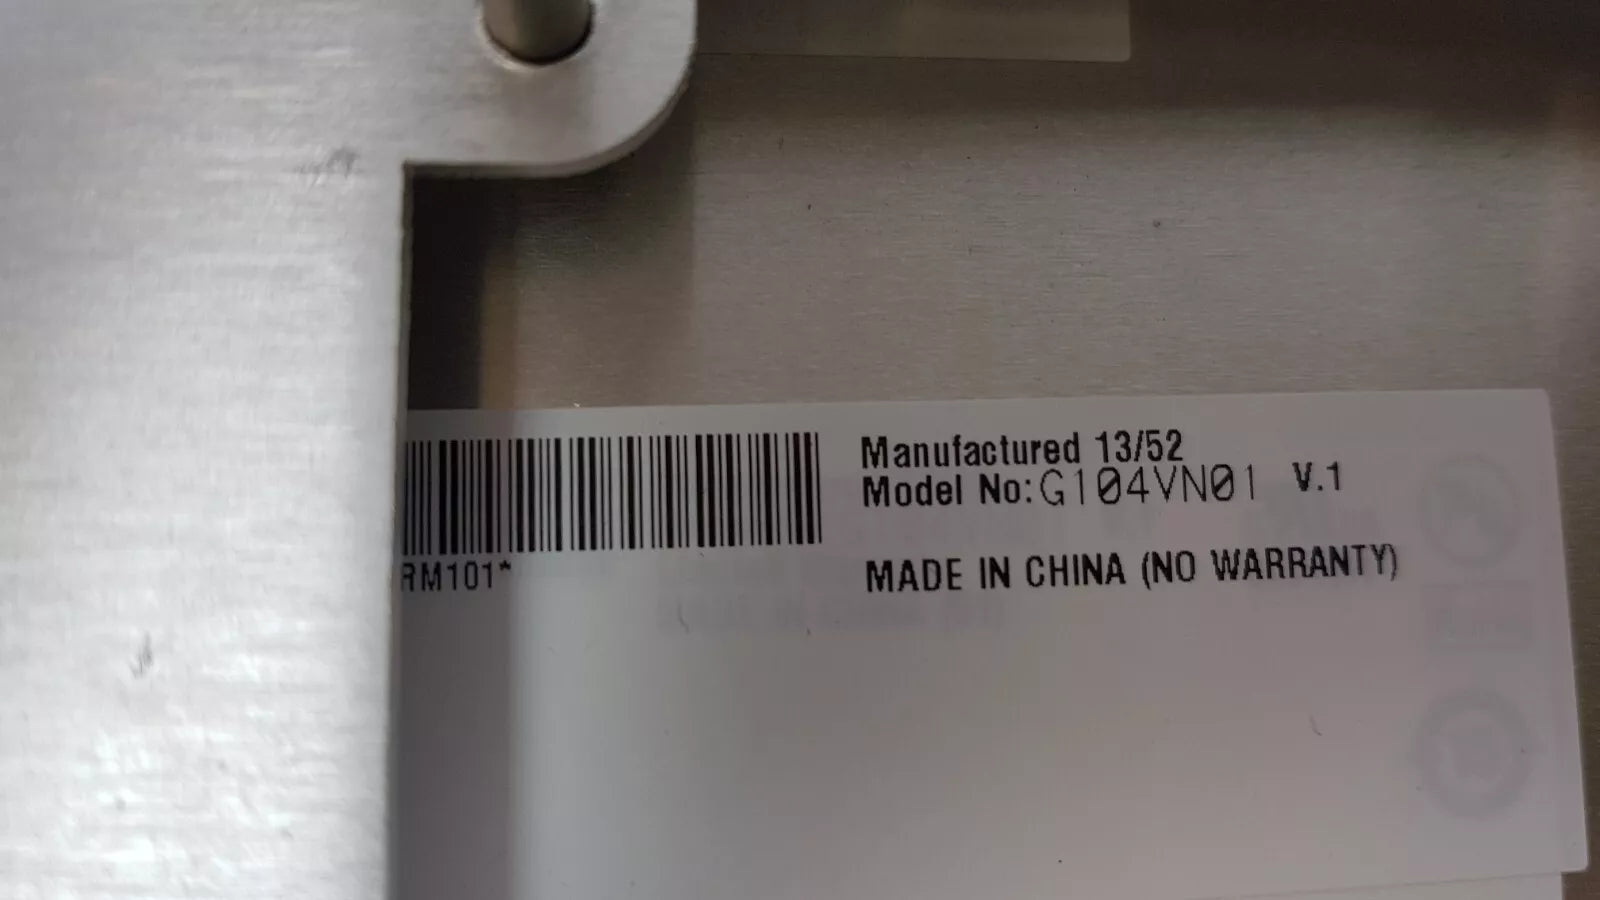 Manufactured 13/52
Model No:G104VN01 V.1
RM101*
MADE IN CHINA (NO WARRANTY)